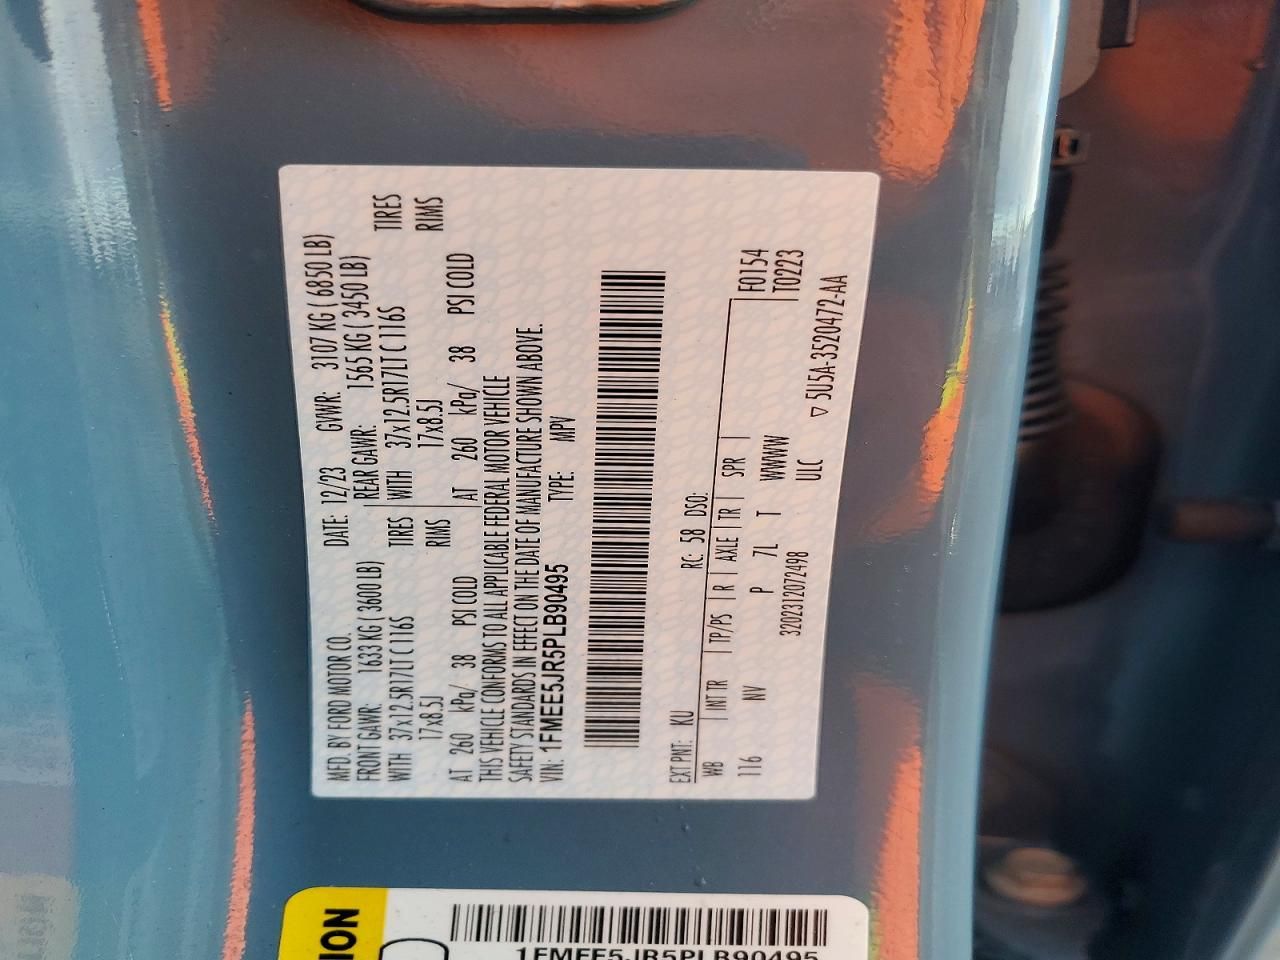 MFD. BY FORD MOTOR CO. DATE: 12/23 GVWR: 3107 KG ( 6850 LB)
FRONT GAWR: 1633 KG ( 3600 LB) REAR GAWR: 1565 KG ( 3450 LB)
WITH 37x12.5R17LT C 116S TIRES WITH 37x12.5R17LT C 116S TIRES
17x8.5J RIMS 17x8.5J RIMS
AT 260 kPa/ 38 PSI COLD AT 260 kPa/ 38 PSI COLD
THIS VEHICLE CONFORMS TO ALL APPLICABLE FEDERAL MOTOR VEHICLE
SAFETY STANDARDS IN EFFECT ON THE DATE OF MANUFACTURE SHOWN ABOVE.
VIN: 1FMEE5JR5PLB90495 TYPE: MPV
EXT PNT: KU RC: 58 DSO:
WB INT TR TP/PS R AXLE TR SPR F0154
116 NV P 7L T WWWW T0223
3202312072498 ULC
▽ 5U5A-3520472-AA
ION
1FMEE5JR5PLB90495